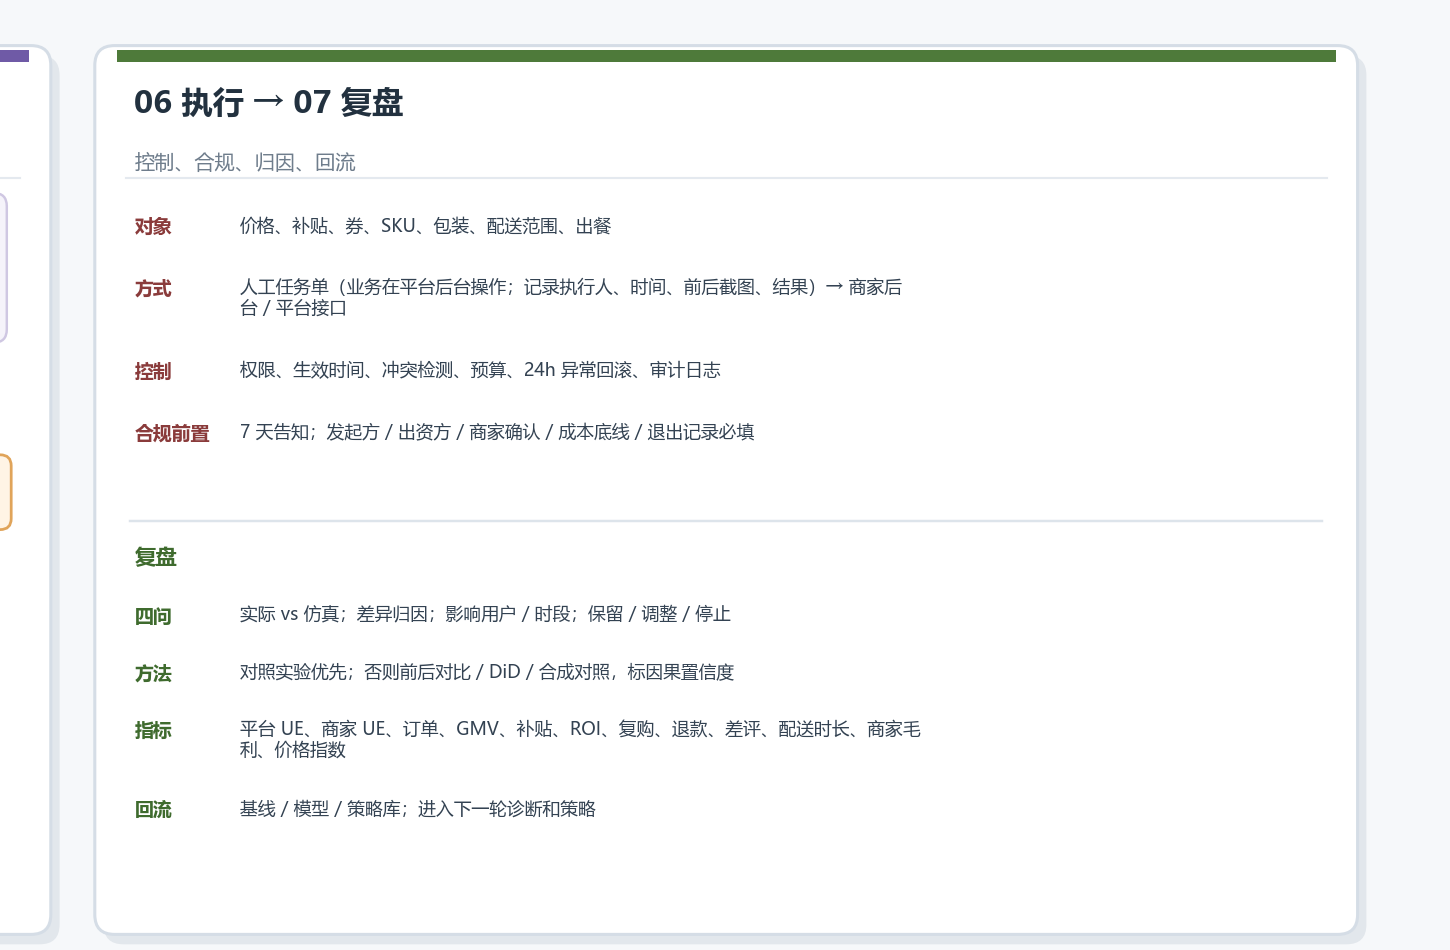 06 执行 → 07 复盘
控制、合规、归因、回流
对象 价格、补贴、券、SKU、包装、配送范围、出餐
方式 人工任务单（业务在平台后台操作；记录执行人、时间、前后截图、结果）→ 商家后
台 / 平台接口
控制 权限、生效时间、冲突检测、预算、24h 异常回滚、审计日志
合规前置 7 天告知；发起方 / 出资方 / 商家确认 / 成本底线 / 退出记录必填
复盘
四问 实际 vs 仿真；差异归因；影响用户 / 时段；保留 / 调整 / 停止
方法 对照实验优先；否则前后对比 / DiD / 合成对照，标因果置信度
指标 平台 UE、商家 UE、订单、GMV、补贴、ROI、复购、退款、差评、配送时长、商家毛
利、价格指数
回流 基线 / 模型 / 策略库；进入下一轮诊断和策略